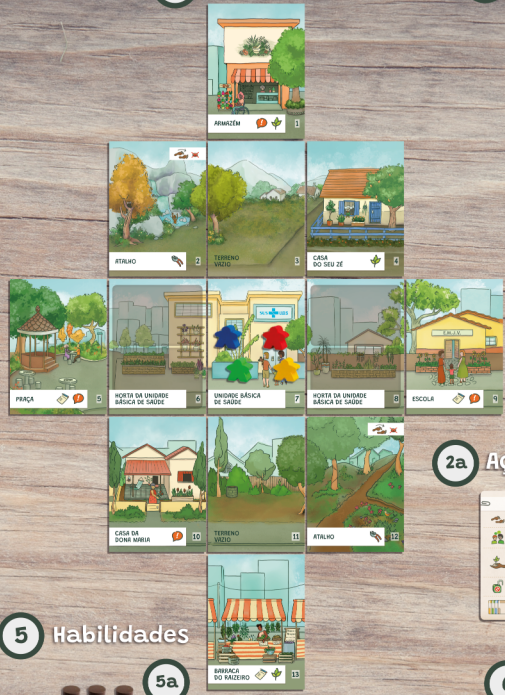 ARMAZÉM 1
ATALHO 2
TERRENO
VAZIO 3
CASA
DO SEU ZÉ 4
PRAÇA 5
HORTA DA UNIDADE
BÁSICA DE SAÚDE 6
UNIDADE BÁSICA
DE SAÚDE 7
HORTA DA UNIDADE
BÁSICA DE SAÚDE 8
ESCOLA 9
2a
CASA DA
DONA MARIA 10
TERRENO
VAZIO 11
ATALHO 12
5 Habilidades
5a
BARRACA
DO RAIZEIRO 13